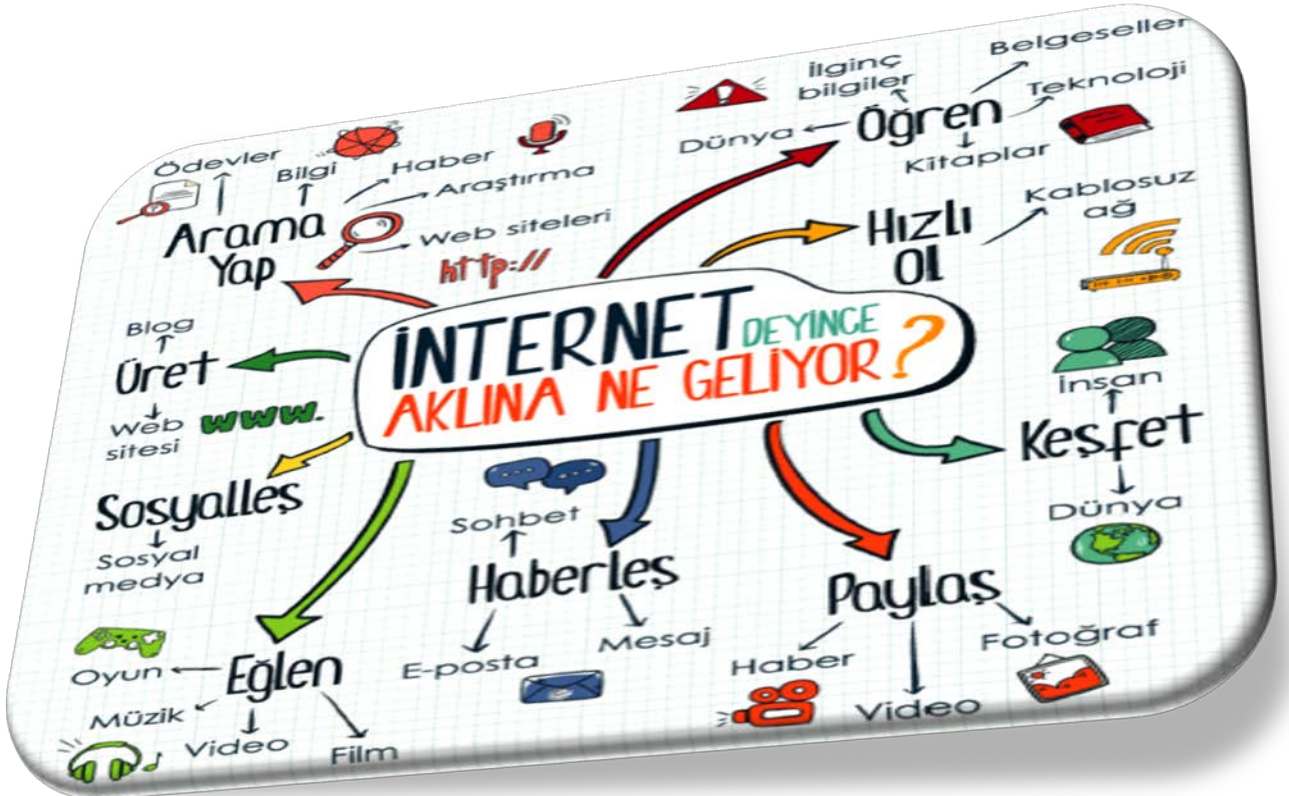 İNTERNET DEYİNCE
AKLINA NE GELİYOR?
Arama
Yap
Ödevler
Bilgi
Haber
Araştırma
Web siteleri
http://
Öğren
Dünya
İlginç
bilgiler
Belgeseller
Teknoloji
Kitaplar
Hızlı
Ol
Kablosuz
ağ
Üret
Blog
Web
sitesi
www.
Keşfet
İnsan
Dünya
Sosyalleş
Sosyal
medya
Haberleş
Sohbet
E-posta
Mesaj
Paylaş
Haber
Video
Fotoğraf
Eğlen
Oyun
Müzik
Video
Film